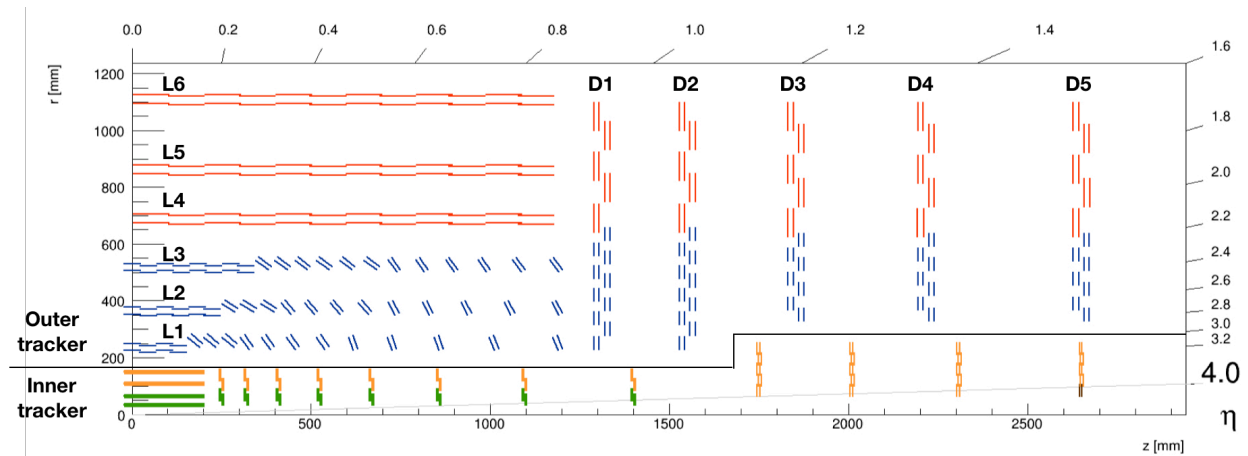 0.0 0.2 0.4 0.6 0.8 1.0 1.2 1.4 1.6
r [mm]
1200 L6 D1 D2 D3 D4 D5
1.8
1000
L5
2.0
800
L4
2.2
600
L3
2.4
2.6
400 L2
2.8
Outer tracker
3.0
L1
3.2
200
4.0
Inner tracker
0
0 500 1000 1500 2000 2500
η
z [mm]